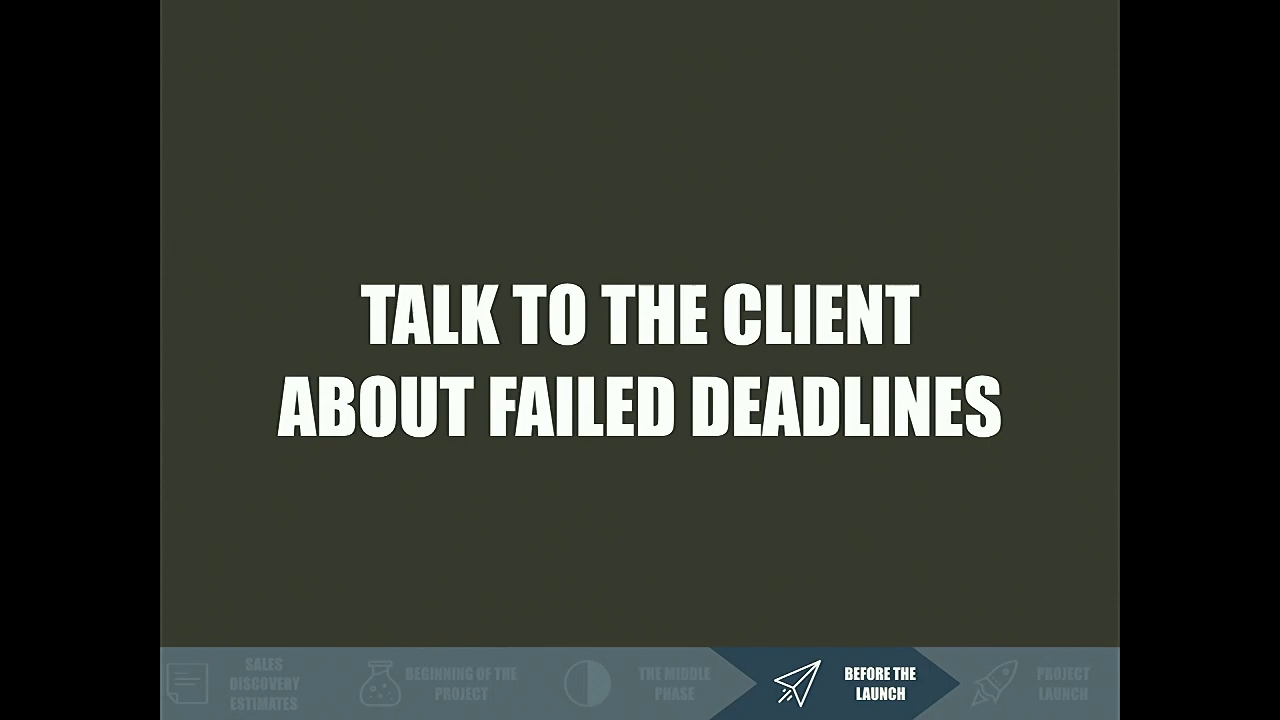 TALK TO THE CLIENT
ABOUT FAILED DEADLINES
SALES
DISCOVERY
ESTIMATES
BEGINNING OF THE
PROJECT
THE MIDDLE
PHASE
BEFORE THE
LAUNCH
PROJECT
LAUNCH